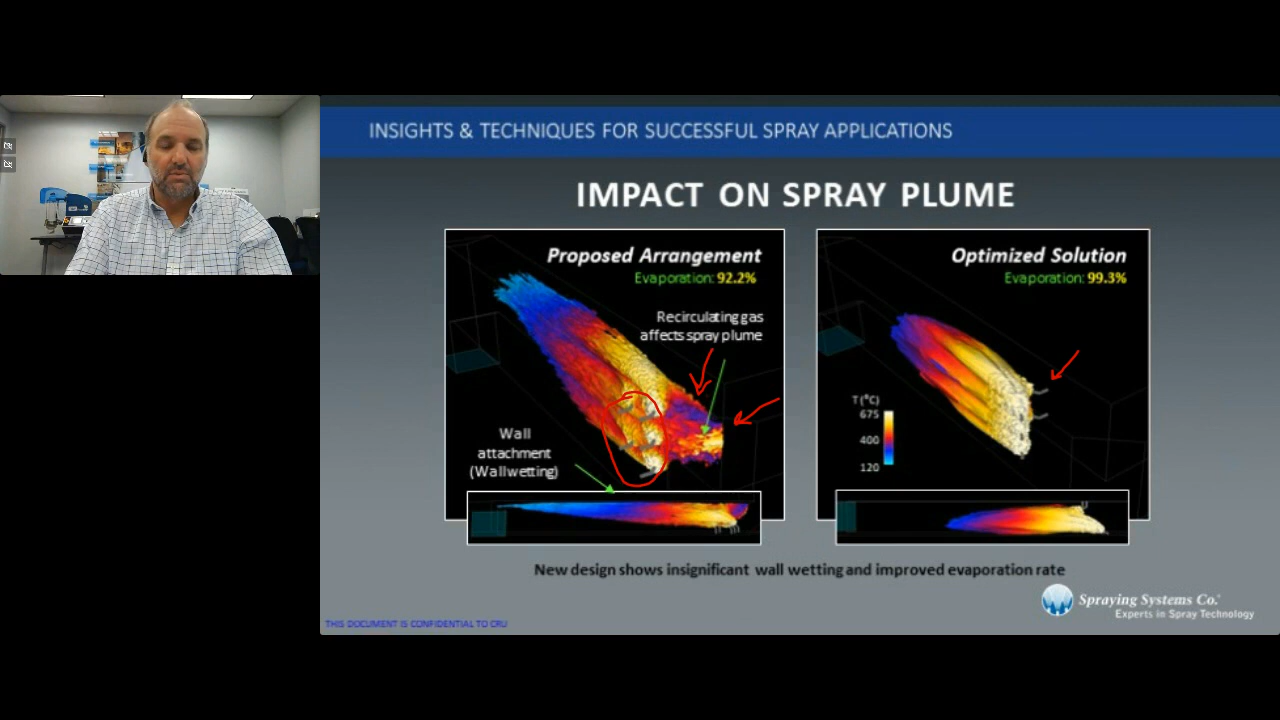 INSIGHTS & TECHNIQUES FOR SUCCESSFUL SPRAY APPLICATIONS
IMPACT ON SPRAY PLUME
Proposed Arrangement
Evaporation: 92.2%
Recirculating gas
affects spray plume
Wall
attachment
(Wall wetting)
Optimized Solution
Evaporation: 99.3%
T (°C)
675
400
120
New design shows insignificant wall wetting and improved evaporation rate
Spraying Systems Co.®
Experts in Spray Technology
THIS DOCUMENT IS CONFIDENTIAL TO CRU